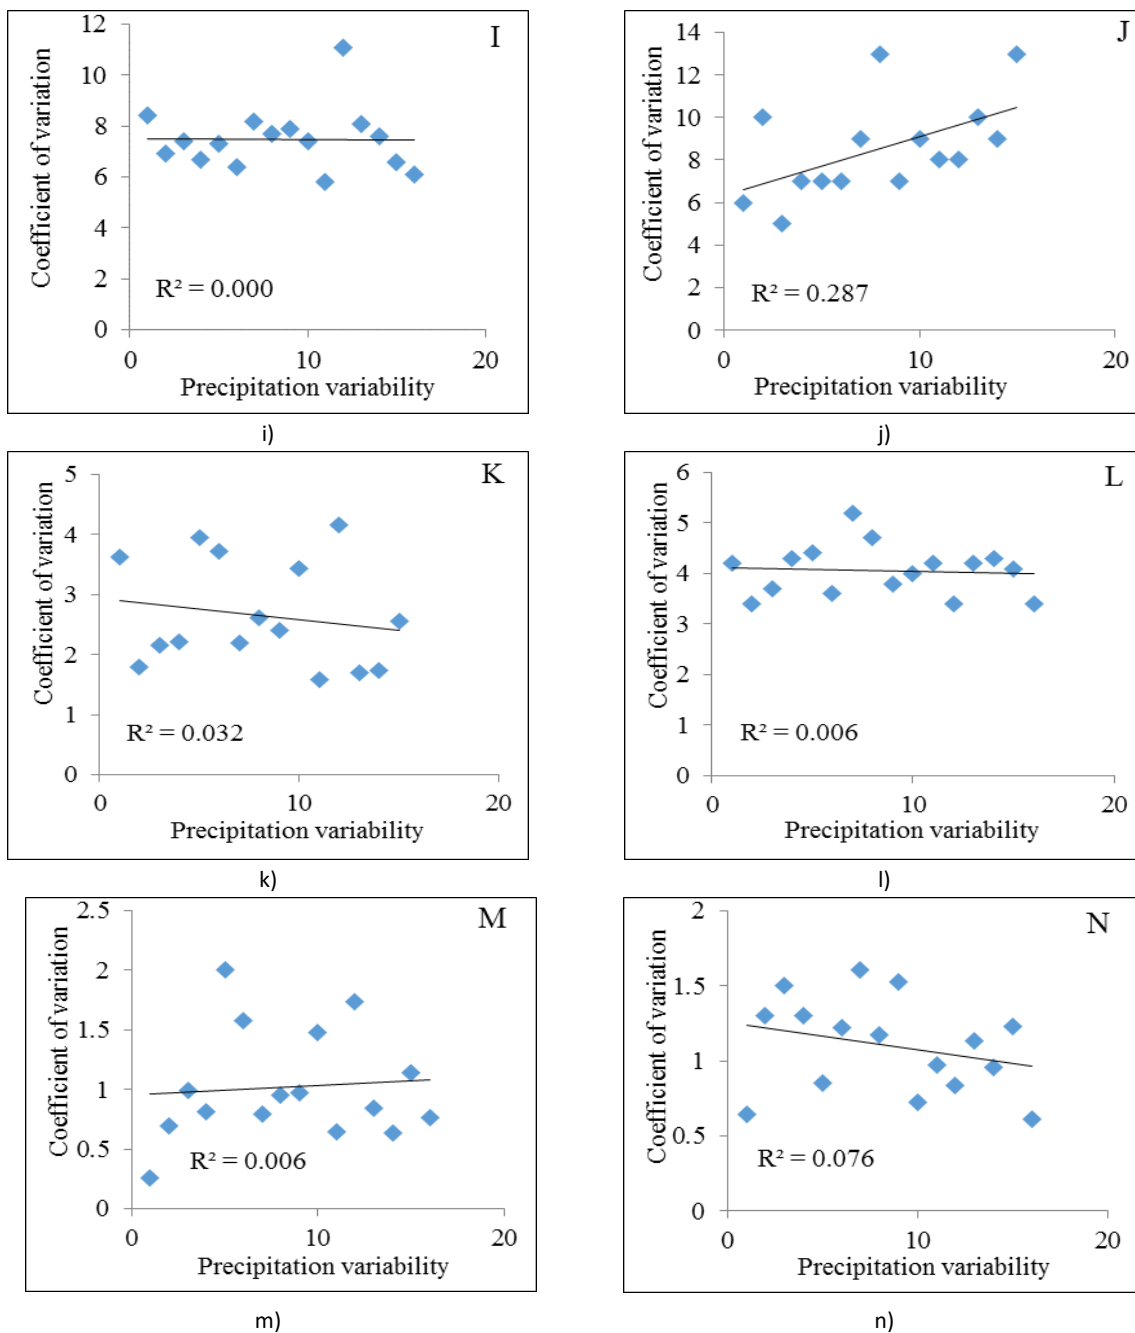 I
Coefficient of variation
12
10
8
6
4
2
0
R² = 0.000
0
10
20
Precipitation variability
i)
J
Coefficient of variation
14
12
10
8
6
4
2
0
R² = 0.287
0
10
20
Precipitation variability
j)
K
Coefficient of variation
5
4
3
2
1
0
R² = 0.032
0
10
20
Precipitation variability
k)
L
Coefficient of variation
6
5
4
3
2
1
0
R² = 0.006
0
10
20
Precipitation variability
l)
M
Coefficient of variation
2.5
2
1.5
1
0.5
0
R² = 0.006
0
10
20
Precipitation variability
m)
N
Coefficient of variation
2
1.5
1
0.5
0
R² = 0.076
0
10
20
Precipitation variability
n)